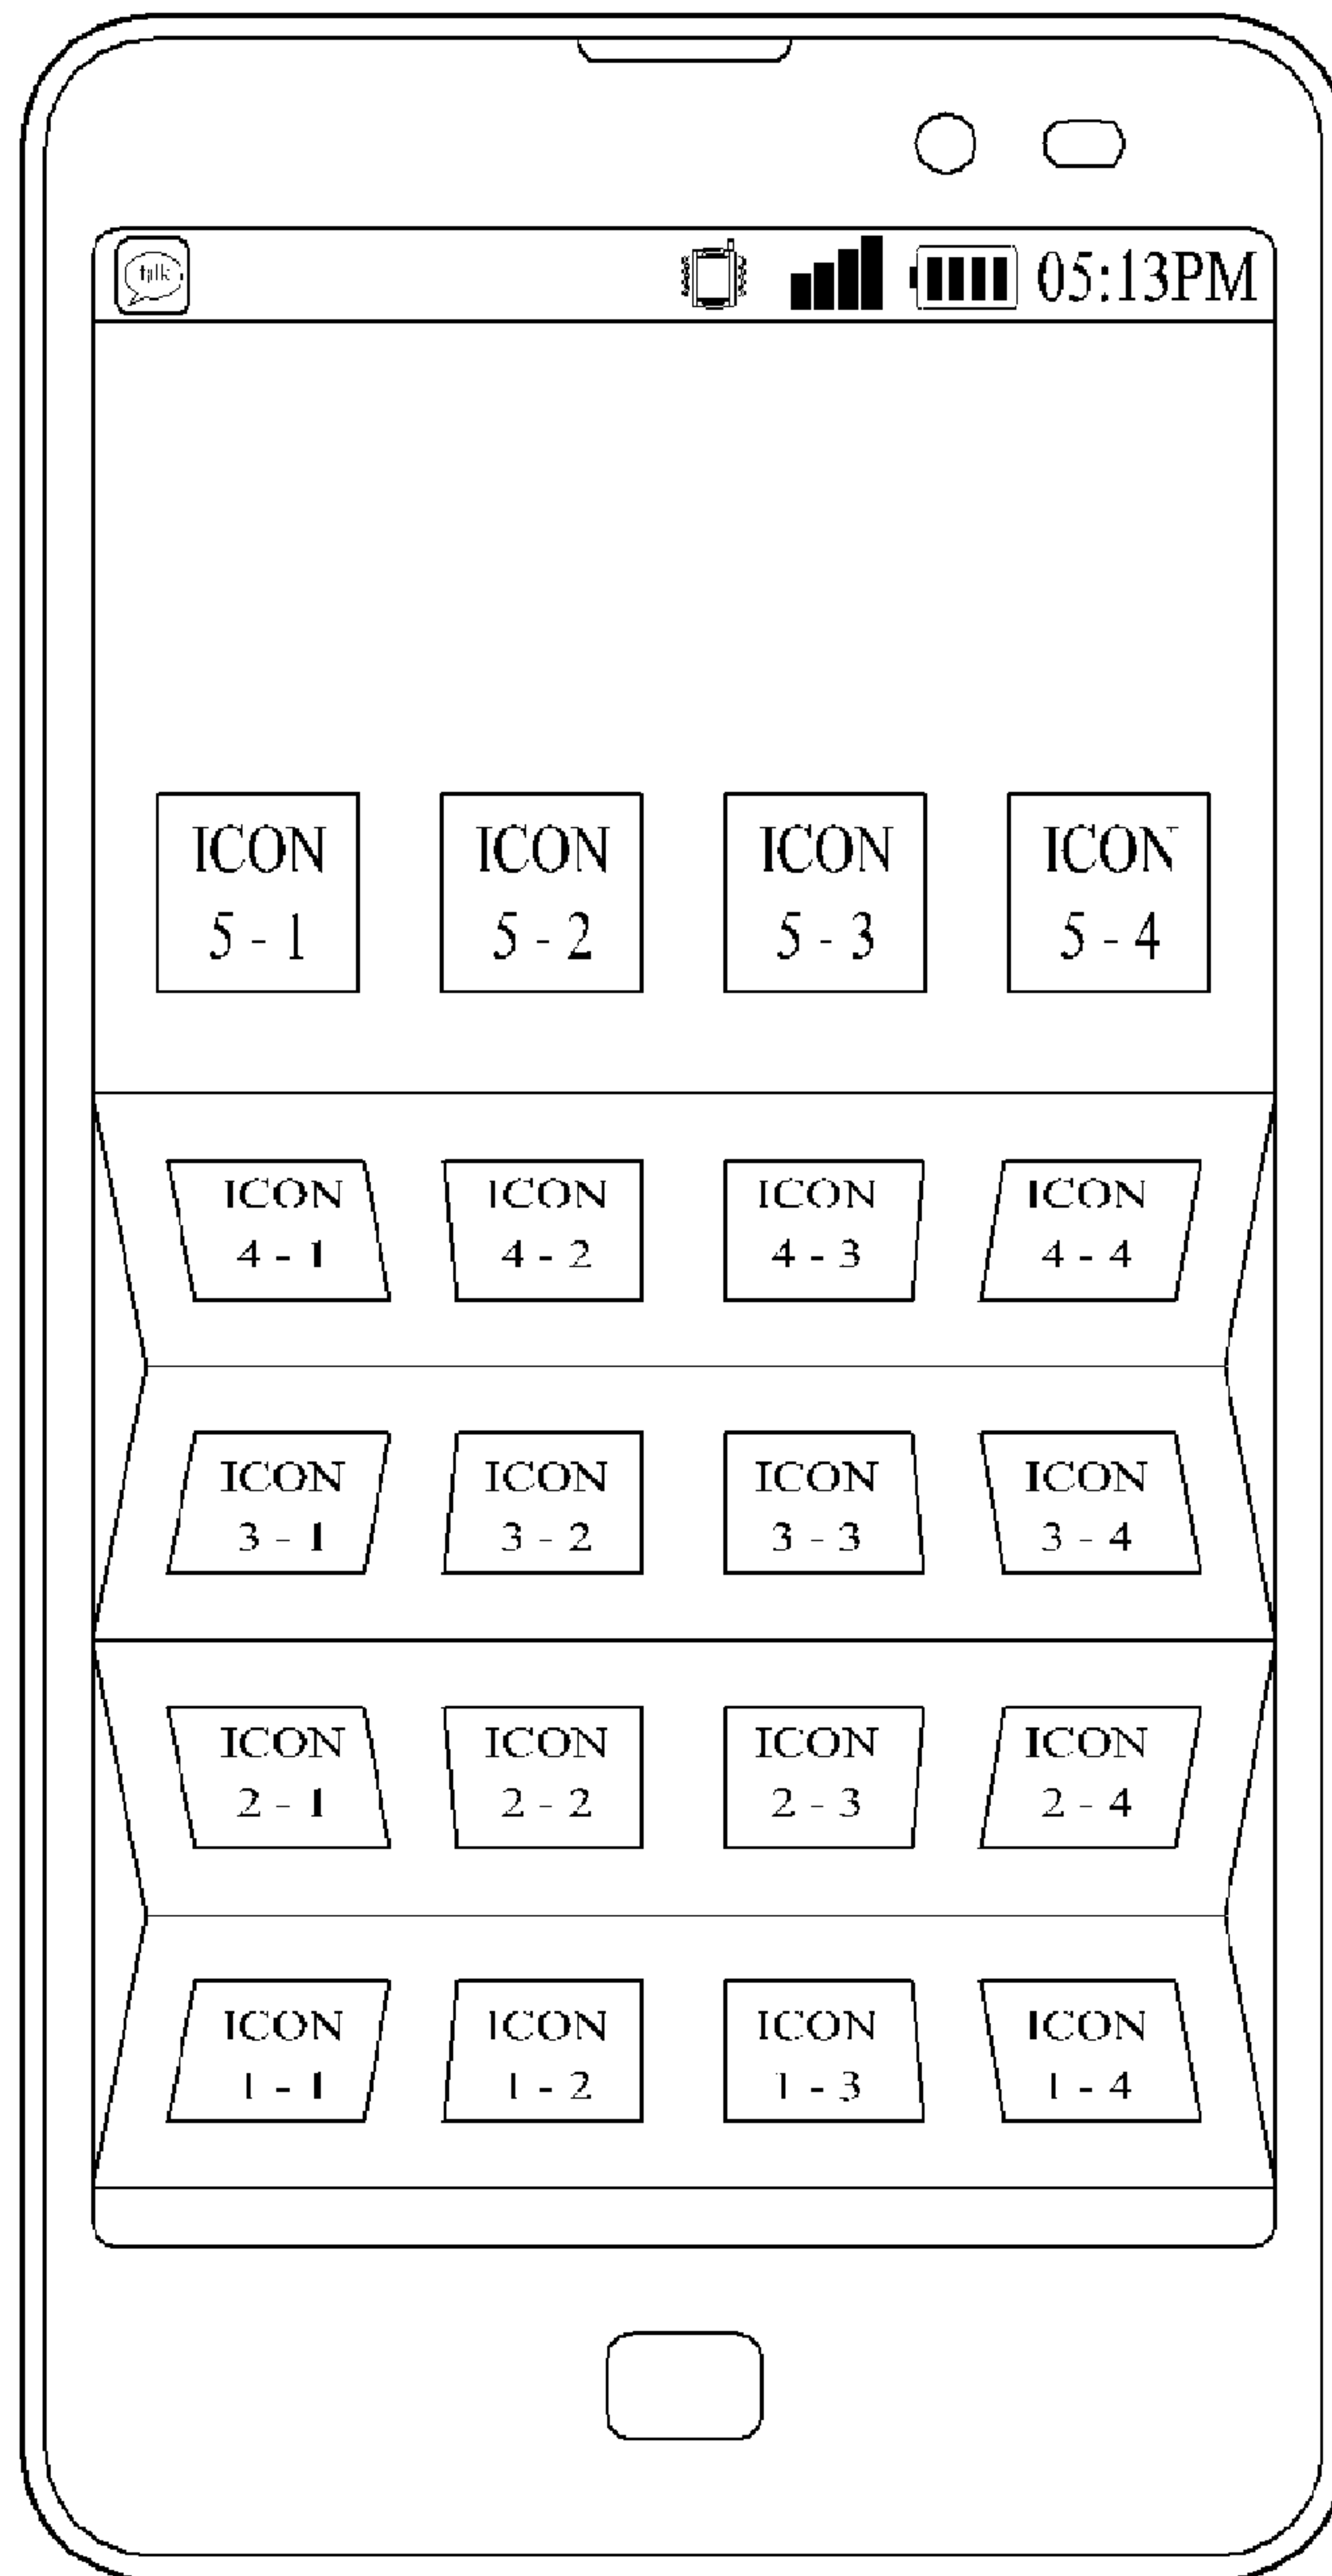 talk
05:13PM
ICON ICON ICON ICON
5 - 1 5 - 2 5 - 3 5 - 4
ICON ICON ICON ICON
4 - 1 4 - 2 4 - 3 4 - 4
ICON ICON ICON ICON
3 - 1 3 - 2 3 - 3 3 - 4
ICON ICON ICON ICON
2 - 1 2 - 2 2 - 3 2 - 4
ICON ICON ICON ICON
1 - 1 1 - 2 1 - 3 1 - 4